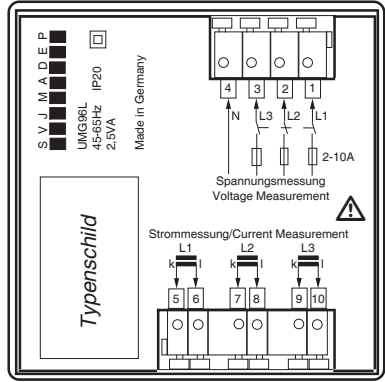 S V J M A D E P
UMG96L
45-65Hz IP20
2,5VA
Made in Germany
4 3 2 1
N L3 L2 L1
2-10A
Spannungsmessung
Voltage Measurement
Typenschild
Strommessung/Current Measurement
L1 L2 L3
k l k l k l
5 6 7 8 9 10